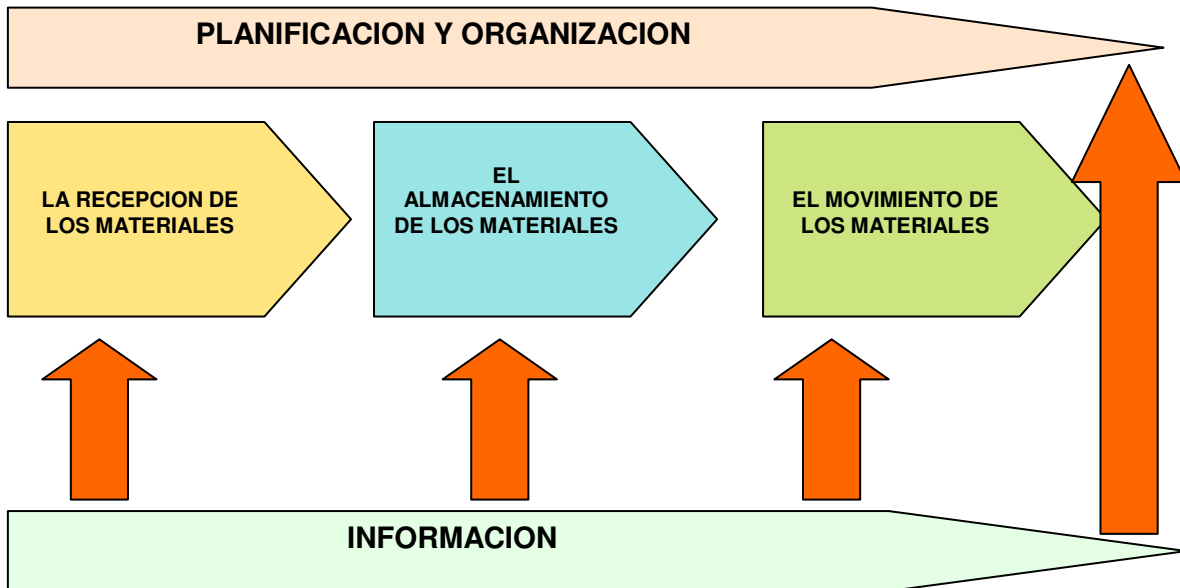 PLANIFICACION Y ORGANIZACION
LA RECEPCION DE
LOS MATERIALES
EL
ALMACENAMIENTO
DE LOS MATERIALES
EL MOVIMIENTO DE
LOS MATERIALES
INFORMACION